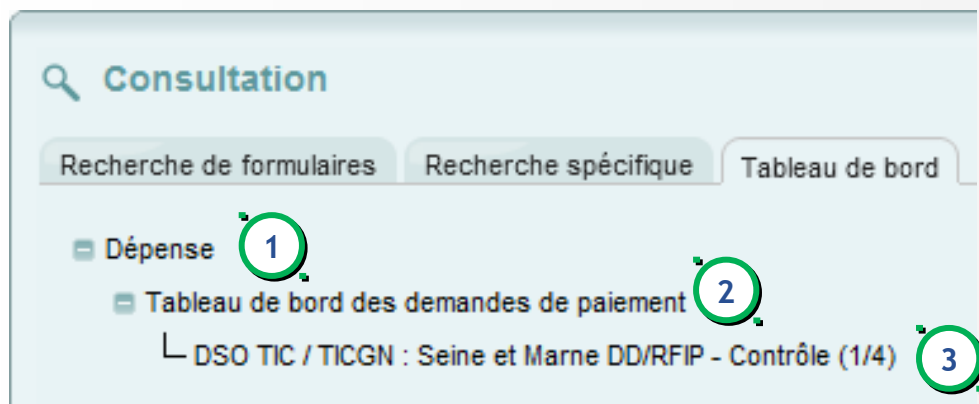 Consultation
Recherche de formulaires Recherche spécifique Tableau de bord
Dépense 1
Tableau de bord des demandes de paiement 2
DSO TIC / TICGN : Seine et Marne DD/RFIP - Contrôle (1/4) 3